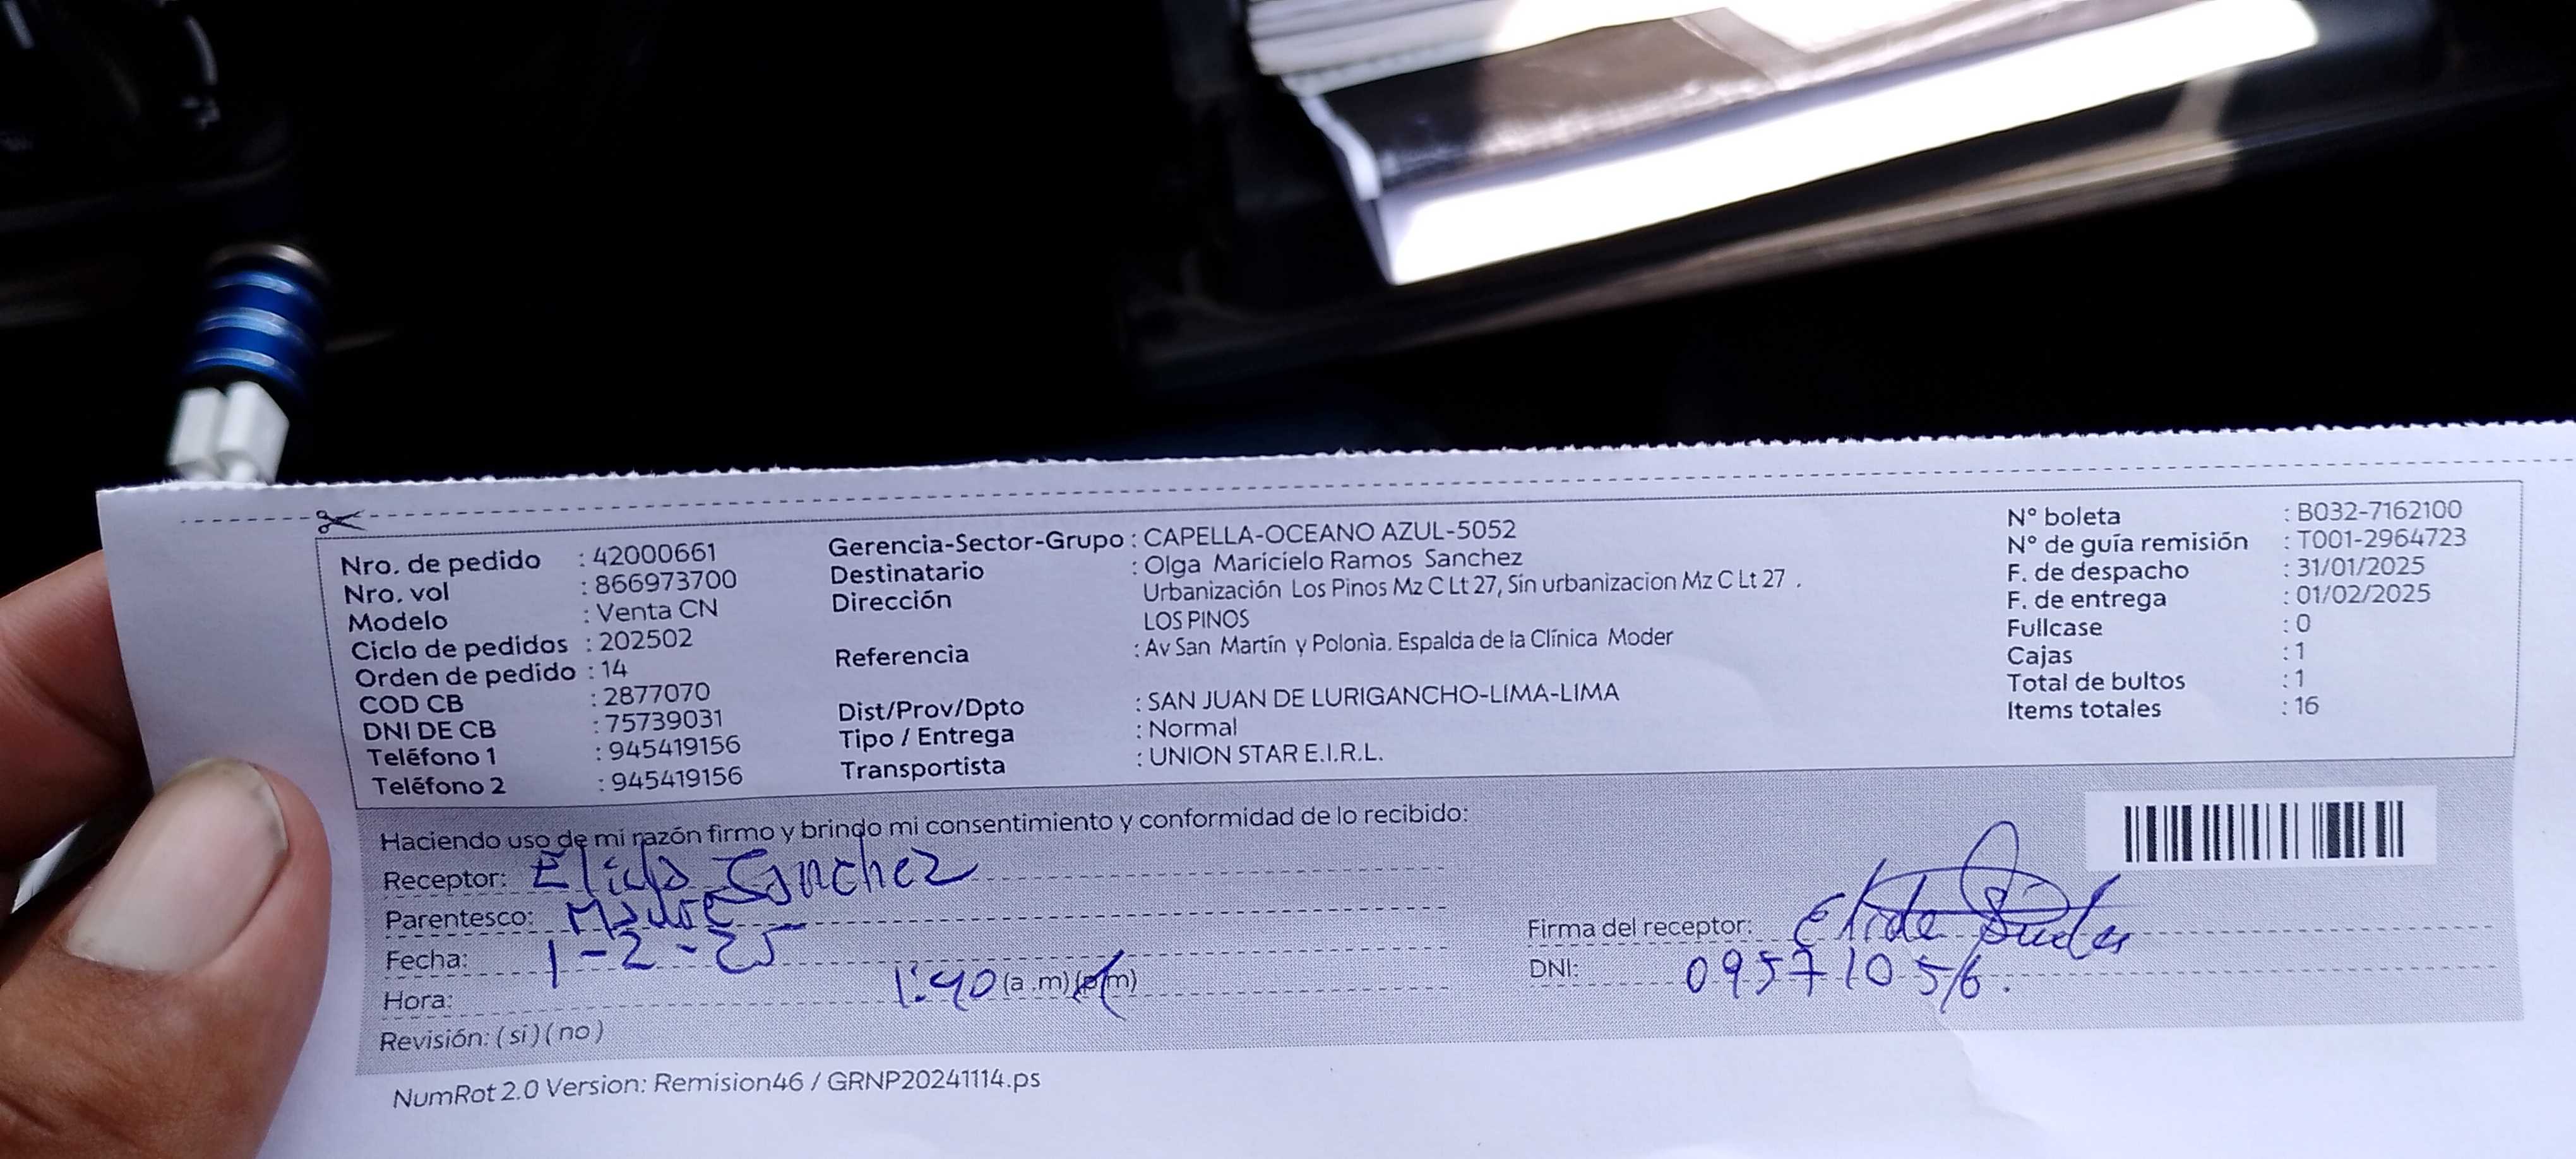 Nro. de pedido : 42000661
Nro. vol : 866973700
Modelo : Venta CN
Ciclo de pedidos : 202502
Orden de pedido : 14
COD CB : 2877070
DNI DE CB : 75739031
Teléfono 1 : 945419156
Teléfono 2 : 945419156
Gerencia-Sector-Grupo : CAPELLA-OCEANO AZUL-5052
Destinatario : Olga Maricielo Ramos Sanchez
Dirección Urbanización Los Pinos Mz C Lt 27, Sin urbanizacion Mz C Lt 27 .
LOS PINOS
Referencia : Av San Martín y Polonia. Espalda de la Clínica Moder
Dist/Prov/Dpto : SAN JUAN DE LURIGANCHO-LIMA-LIMA
Tipo / Entrega : Normal
Transportista : UNION STAR E.I.R.L.
N° boleta : B032-7162100
N° de guía remisión : T001-2964723
F. de despacho : 31/01/2025
F. de entrega : 01/02/2025
Fullcase : 0
Cajas : 1
Total de bultos : 1
Items totales : 16
Haciendo uso de mi razón firmo y brindo mi consentimiento y conformidad de lo recibido:
Receptor: Elida Sanchez
Parentesco: Madre
Fecha: 1-2-25
Hora: 1:40 (a.m) (p.m)
Revisión: (si) (no)
Firma del receptor:
DNI: 09571056.
NumRot 2.0 Version: Remision46 / GRNP20241114.ps